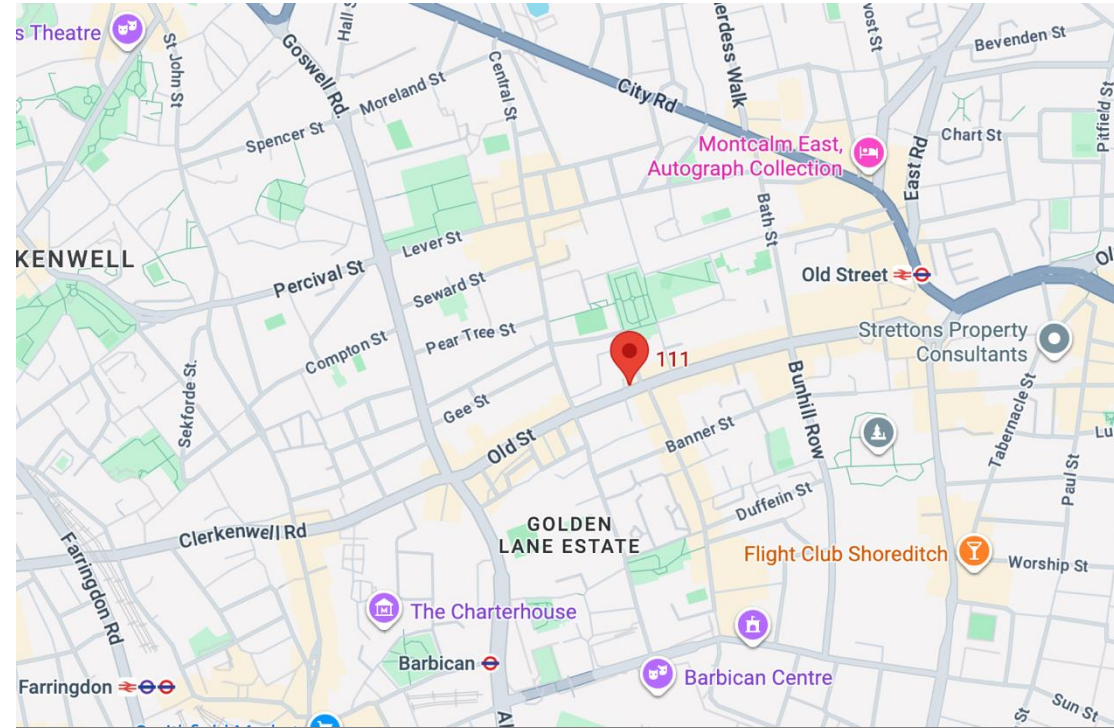 s Theatre
St John St
Goswell Rd.
Hall S
Moreland St
Spencer St
Central St
City Rd
erdess Walk
vost St
Bevenden St
Pitfield St
Chart St
East Rd
Montcalm East,
Autograph Collection
Bath St
KENWELL
Percival St
Lever St
Seward St
Pear Tree St
Compton St
Gee St
Sekforde St.
Old St
111
Old Street
Ol
Strettons Property
Consultants
Bunhill Row
Banner St
Dufferin St
Tabernacle St
Paul St
Lu
Clerkenwell Rd
Farringdon Rd
GOLDEN
LANE ESTATE
Flight Club Shoreditch
Worship St
The Charterhouse
Barbican
Farringdon
Barbican Centre
Sun St
St
Al